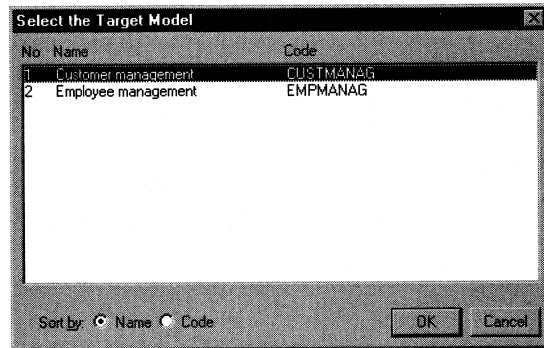 Select the Target Model
No Name Code
1 Customer management CUSTMANAG
2 Employee management EMPMANAG
Sort by: Name Code OK Cancel